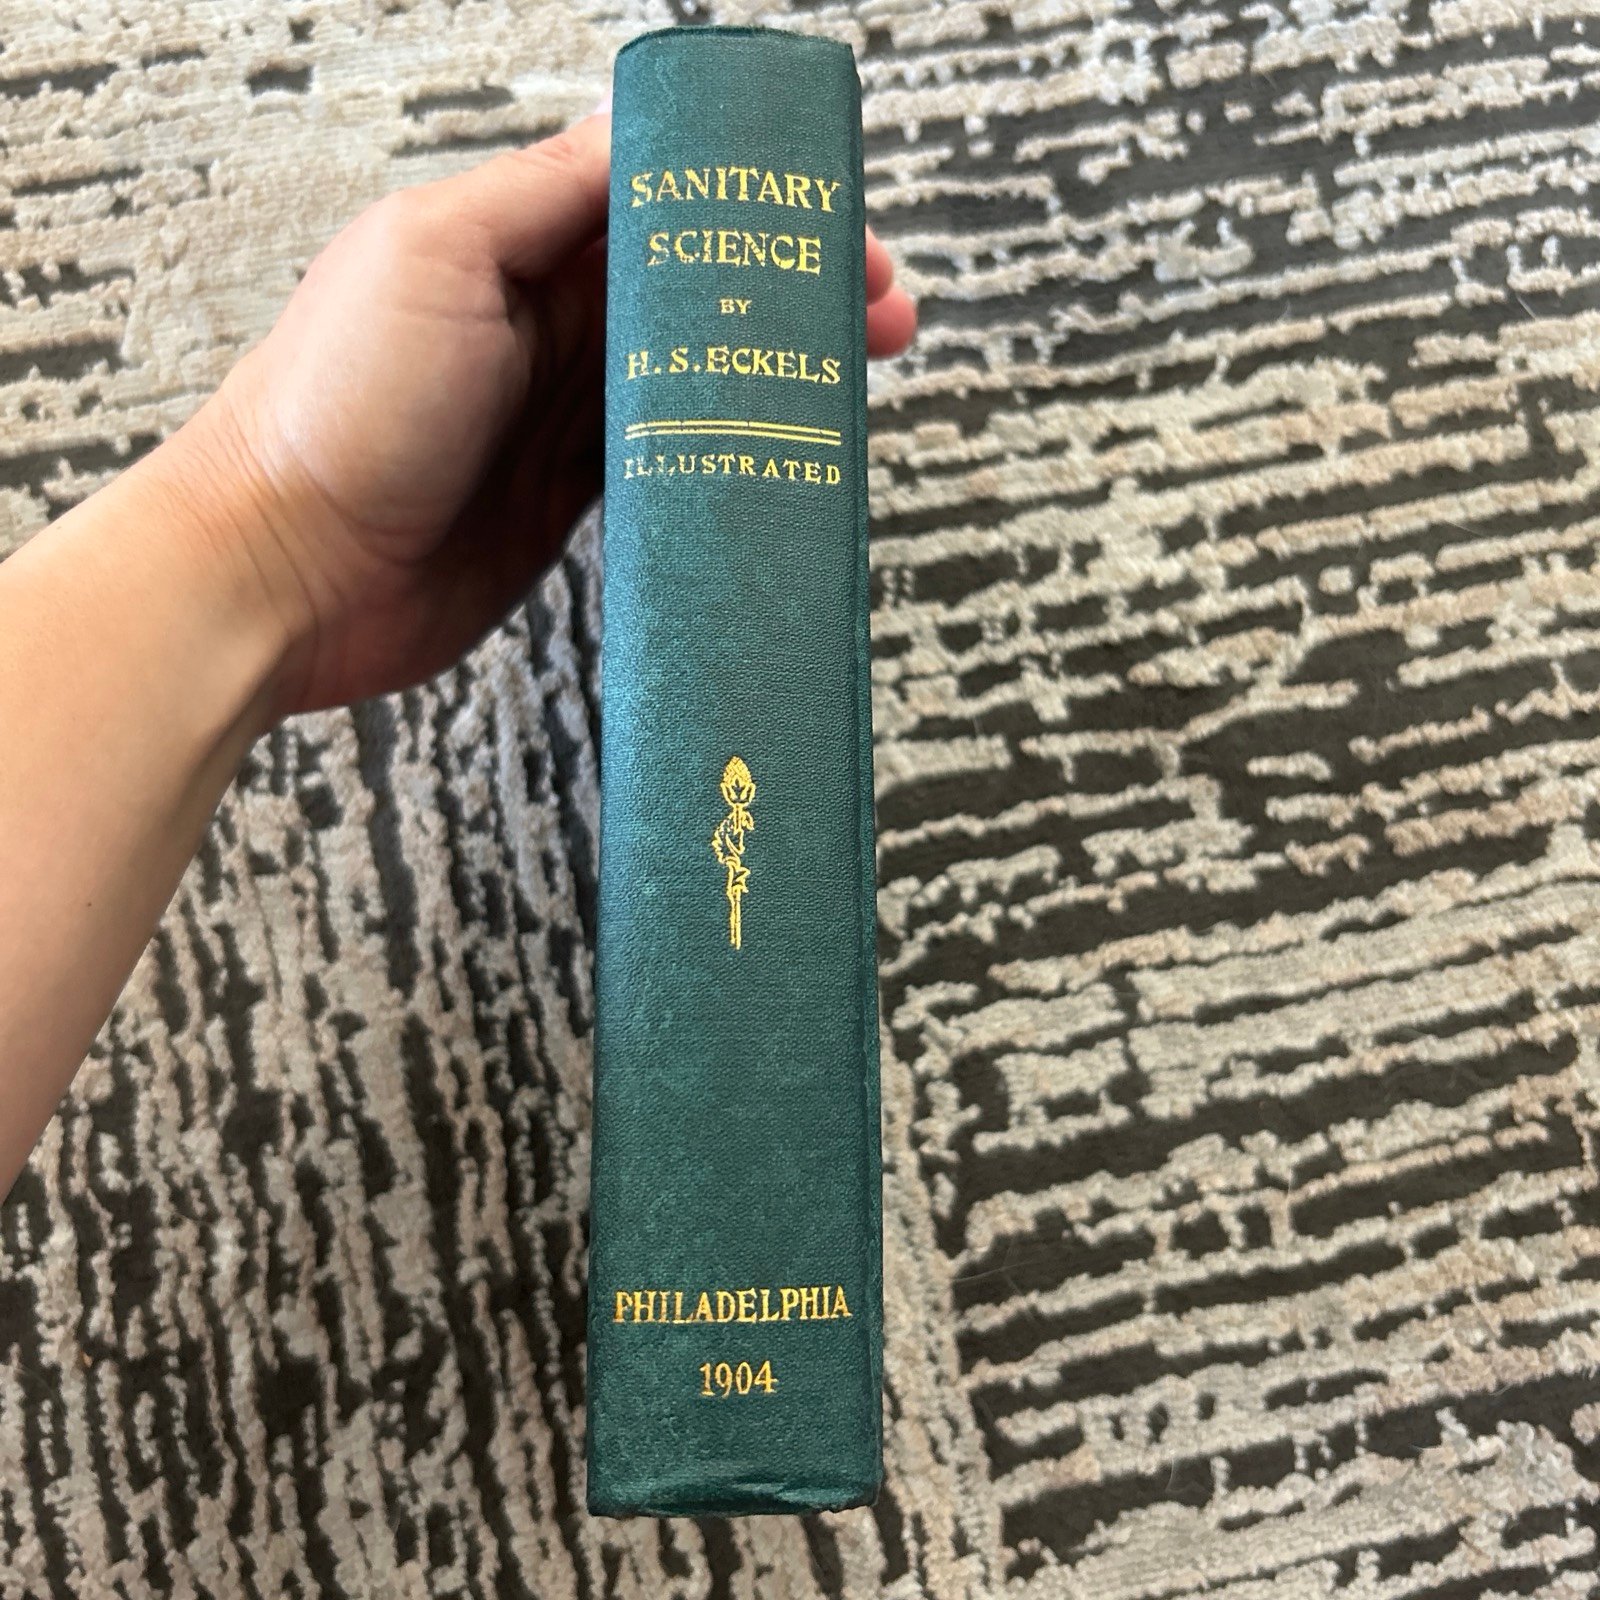 SANITARY
SCIENCE
BY
H. S. ECKELS
ILLUSTRATED
PHILADELPHIA
1904